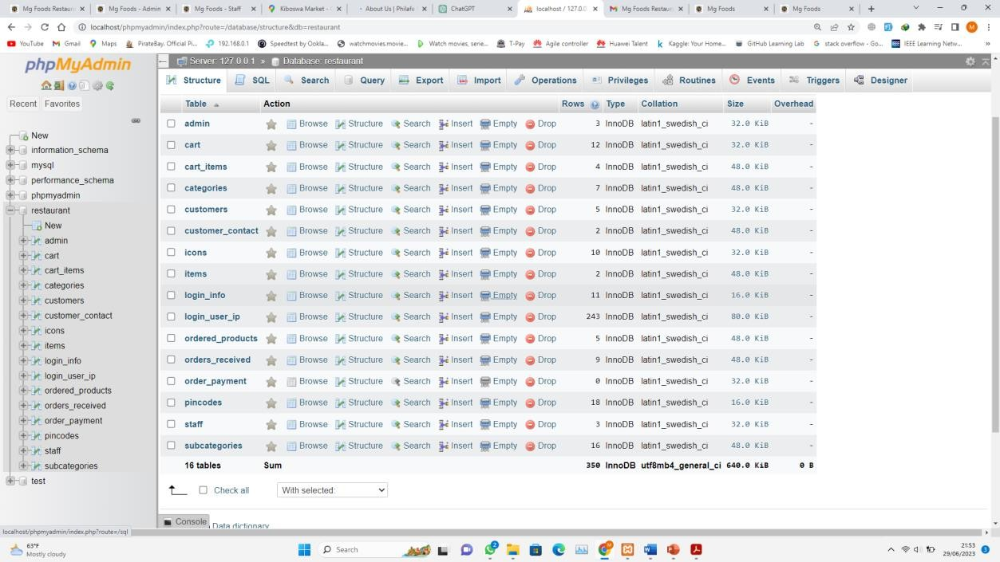 Mg Foods Restaur
Mg Foods - Admin
Mg Foods - Staff
Kiboswa Market -
About Us | Philafe
ChatGPT
localhost / 127.0.0
Mg Foods Restaur
Mg Foods
Mg Foods
localhost/phpmyadmin/index.php?route=/database/structure&db=restaurant
YouTube
Gmail
Maps
PirateBay. Official Pi...
192.168.0.1
Speedtest by Ookla...
watchmovies.movie...
Watch movies, serie...
T-Pay
Agile controller
Huawei Talent
Kaggle: Your Home...
GitHub Learning Lab
stack overflow - Go...
IEEE Learning Netw...
phpMyAdmin
Recent Favorites
New
information_schema
mysql
performance_schema
phpmyadmin
restaurant
New
admin
cart
cart_items
categories
customers
customer_contact
icons
items
login_info
login_user_ip
ordered_products
orders_received
order_payment
pincodes
staff
subcategories
test
Server: 127.0.0.1 » Database: restaurant
Structure SQL Search Query Export Import Operations Privileges Routines Events Triggers Designer
Table Action Rows Type Collation Size Overhead
admin Browse Structure Search Insert Empty Drop 3 InnoDB latin1_swedish_ci 32.0 KiB -
cart Browse Structure Search Insert Empty Drop 12 InnoDB latin1_swedish_ci 32.0 KiB -
cart_items Browse Structure Search Insert Empty Drop 4 InnoDB latin1_swedish_ci 48.0 KiB -
categories Browse Structure Search Insert Empty Drop 7 InnoDB latin1_swedish_ci 48.0 KiB -
customers Browse Structure Search Insert Empty Drop 5 InnoDB latin1_swedish_ci 32.0 KiB -
customer_contact Browse Structure Search Insert Empty Drop 2 InnoDB latin1_swedish_ci 48.0 KiB -
icons Browse Structure Search Insert Empty Drop 10 InnoDB latin1_swedish_ci 32.0 KiB -
items Browse Structure Search Insert Empty Drop 2 InnoDB latin1_swedish_ci 48.0 KiB -
login_info Browse Structure Search Insert Empty Drop 11 InnoDB latin1_swedish_ci 16.0 KiB -
login_user_ip Browse Structure Search Insert Empty Drop 243 InnoDB latin1_swedish_ci 80.0 KiB -
ordered_products Browse Structure Search Insert Empty Drop 5 InnoDB latin1_swedish_ci 48.0 KiB -
orders_received Browse Structure Search Insert Empty Drop 9 InnoDB latin1_swedish_ci 48.0 KiB -
order_payment Browse Structure Search Insert Empty Drop 0 InnoDB latin1_swedish_ci 32.0 KiB -
pincodes Browse Structure Search Insert Empty Drop 18 InnoDB latin1_swedish_ci 16.0 KiB -
staff Browse Structure Search Insert Empty Drop 3 InnoDB latin1_swedish_ci 32.0 KiB -
subcategories Browse Structure Search Insert Empty Drop 16 InnoDB latin1_swedish_ci 48.0 KiB -
16 tables Sum 350 InnoDB utf8mb4_general_ci 640.0 KiB 0 B
Check all With selected:
Console Data dictionary
localhost/phpmyadmin/index.php?route=/sql
63°F
Mostly cloudy
Search
2
21:53
29/06/2023
3